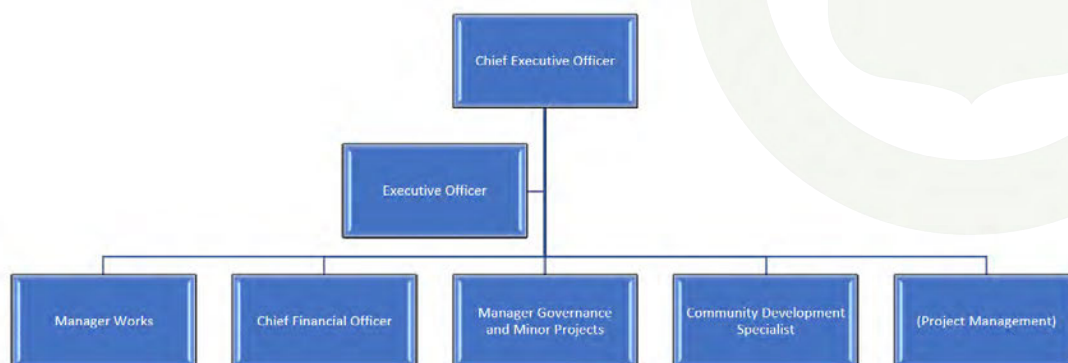 Chief Executive Officer
Executive Officer
Manager Works
Chief Financial Officer
Manager Governance
and Minor Projects
Community Development
Specialist
(Project Management)